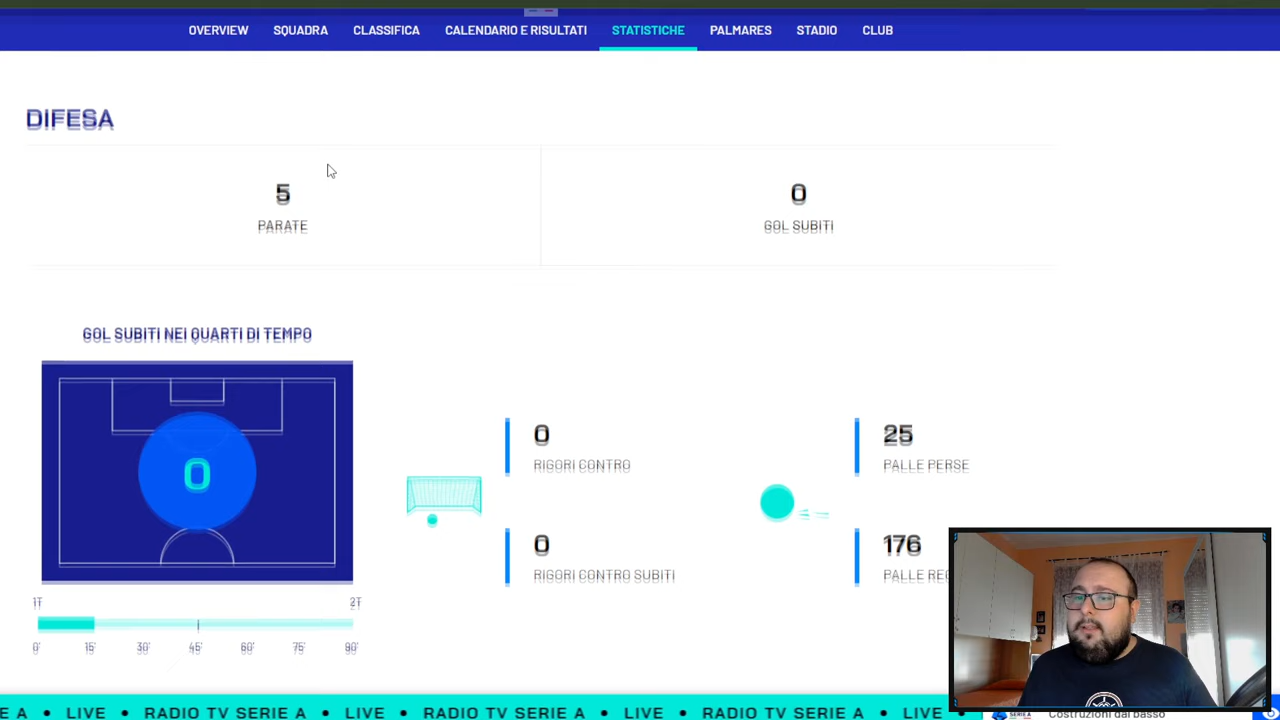 OVERVIEW SQUADRA CLASSIFICA CALENDARIO E RISULTATI STATISTICHE PALMARES STADIO CLUB
DIFESA
5 0
PARATE GOL SUBITI
GOL SUBITI NEI QUARTI DI TEMPO
0 25
RIGORI CONTRO PALLE PERSE
0
0 176
RIGORI CONTRO SUBITI PALLE
1T 2T
0' 15' 30' 45' 60' 75' 90'
E A • LIVE • RADIO TV SERIE A • LIVE • RADIO TV SERIE A • LIVE • RADIO TV SERIE A • LIVE •
SERIE A Costruzioni dal basso